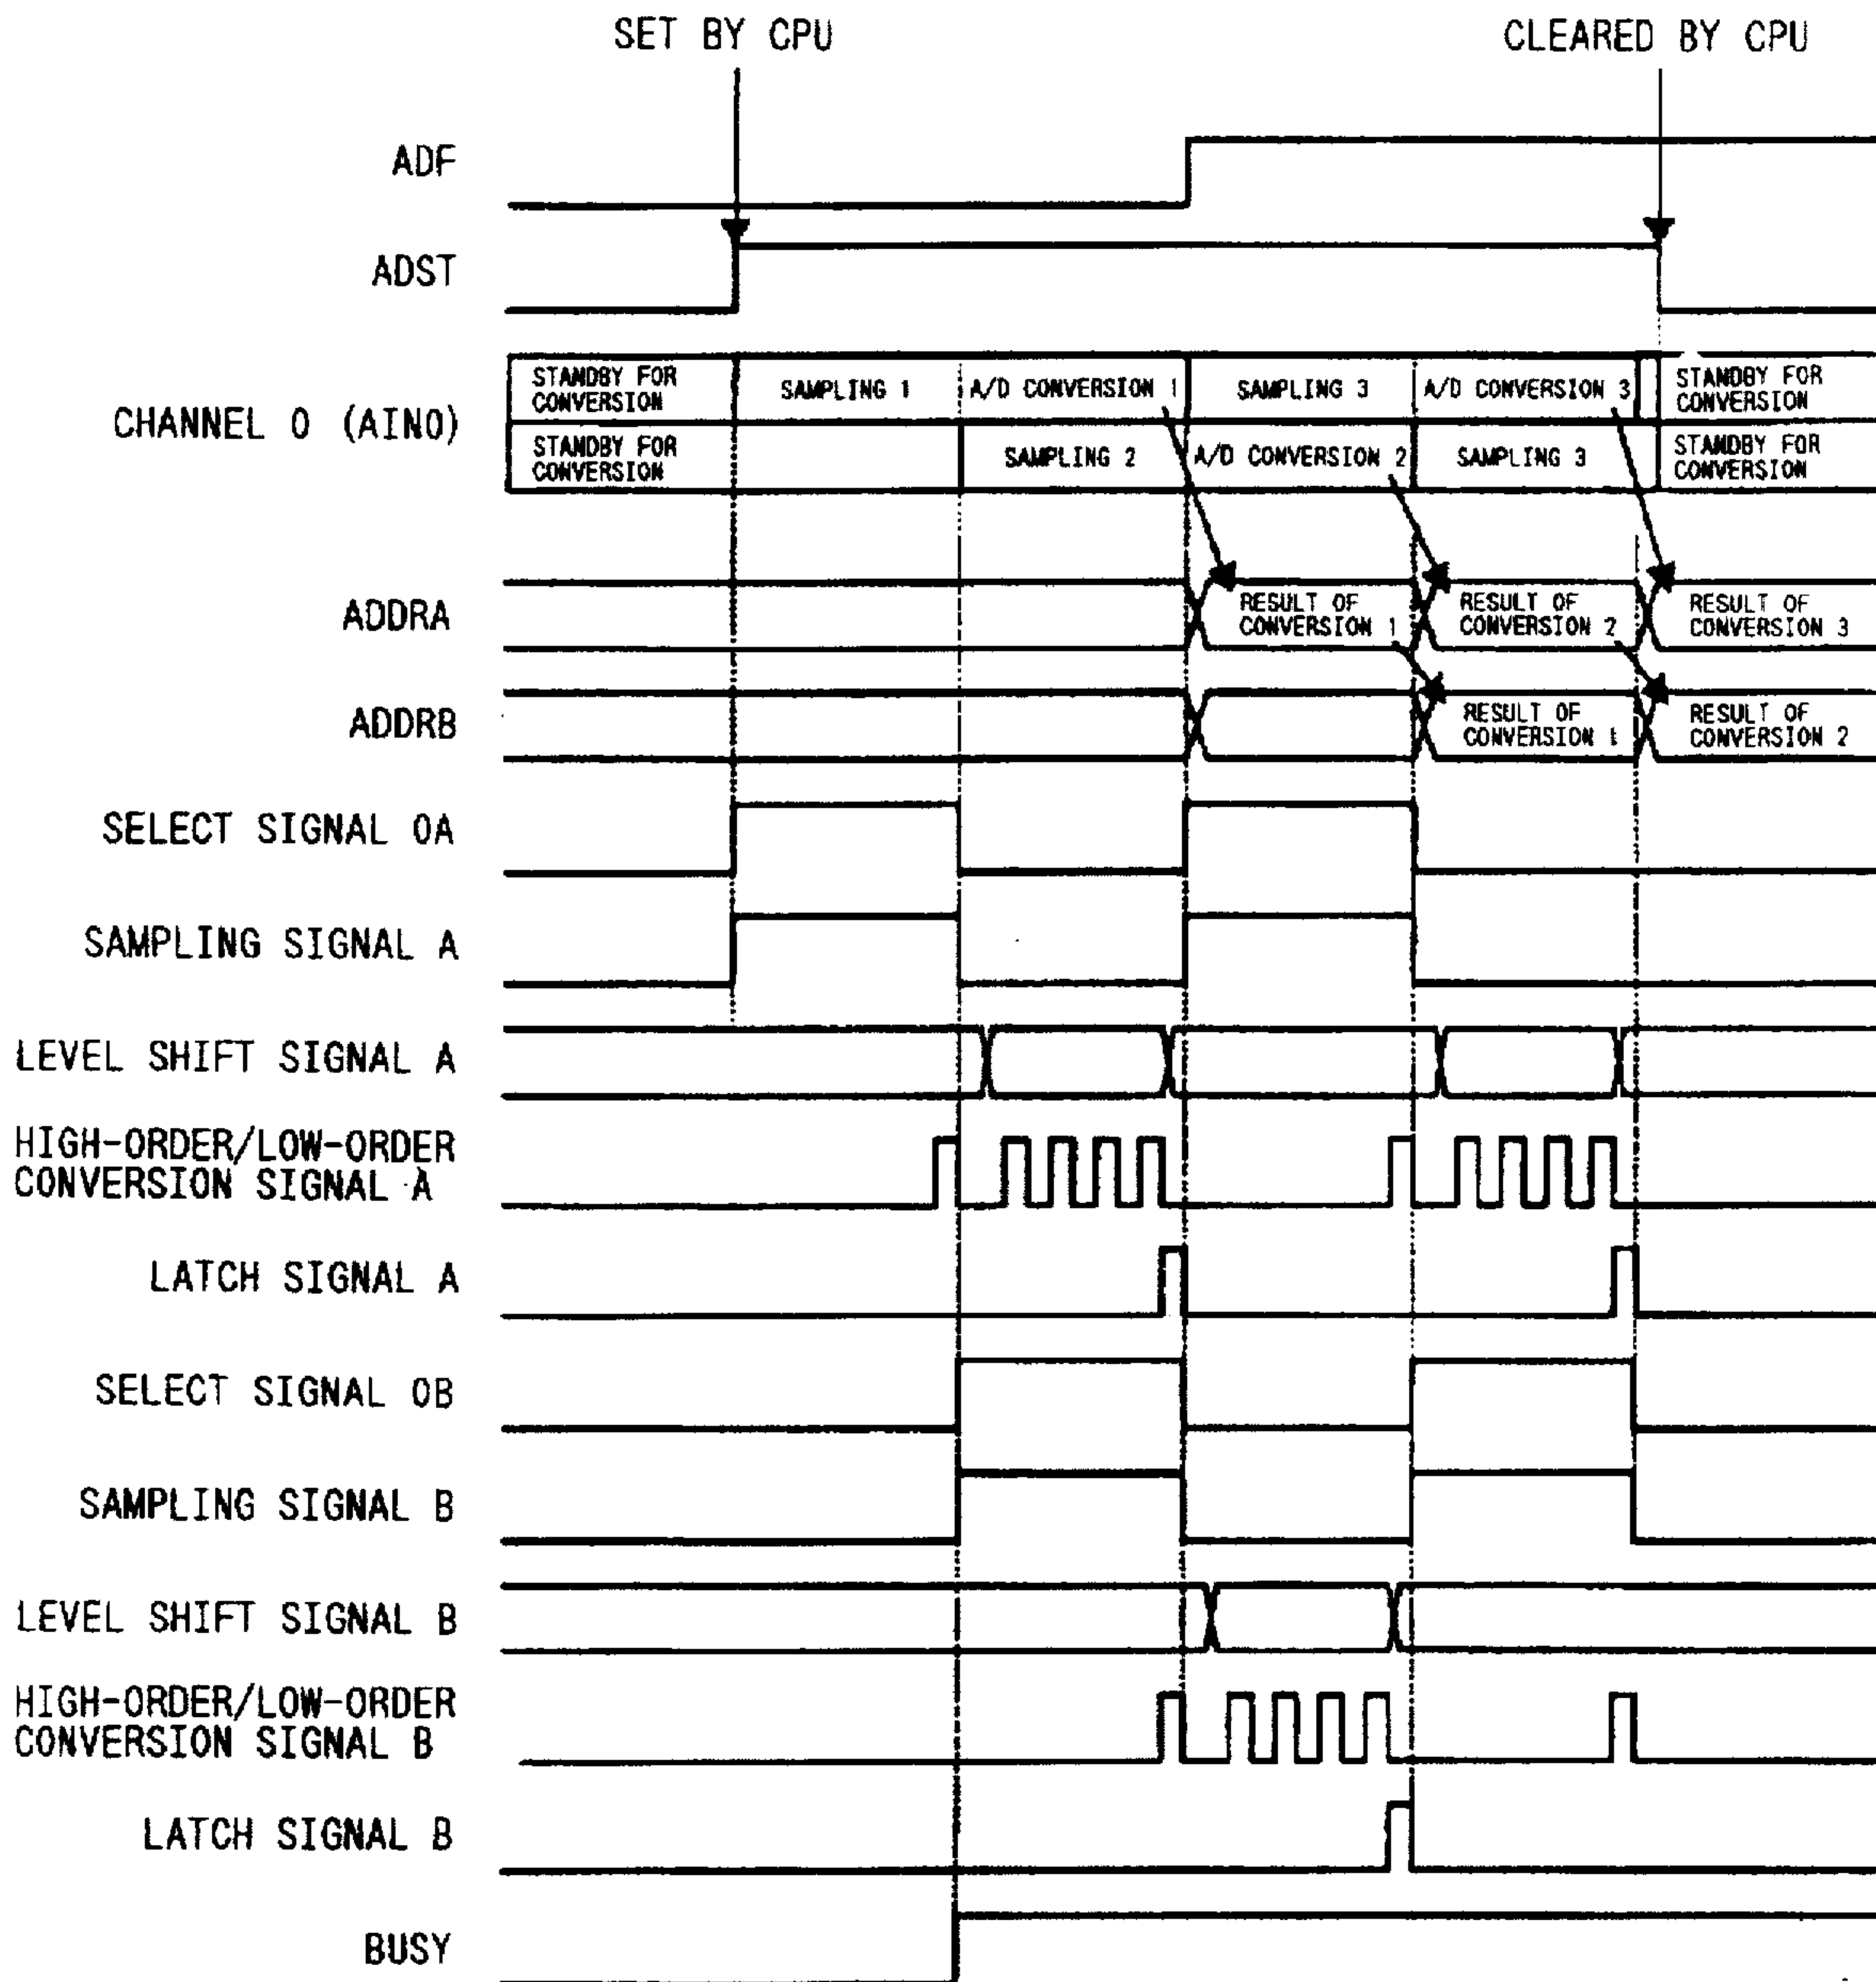 SET BY CPU
CLEARED BY CPU
ADF
ADST
CHANNEL 0 (AIN0)
STANDBY FOR
CONVERSION
SAMPLING 1
A/D CONVERSION 1
SAMPLING 3
A/D CONVERSION 3
STANDBY FOR
CONVERSION
STANDBY FOR
CONVERSION
SAMPLING 2
A/D CONVERSION 2
SAMPLING 3
STANDBY FOR
CONVERSION
ADDRA
RESULT OF
CONVERSION 1
RESULT OF
CONVERSION 2
RESULT OF
CONVERSION 3
ADDRB
RESULT OF
CONVERSION 1
RESULT OF
CONVERSION 2
SELECT SIGNAL 0A
SAMPLING SIGNAL A
LEVEL SHIFT SIGNAL A
HIGH-ORDER/LOW-ORDER
CONVERSION SIGNAL A
LATCH SIGNAL A
SELECT SIGNAL 0B
SAMPLING SIGNAL B
LEVEL SHIFT SIGNAL B
HIGH-ORDER/LOW-ORDER
CONVERSION SIGNAL B
LATCH SIGNAL B
BUSY